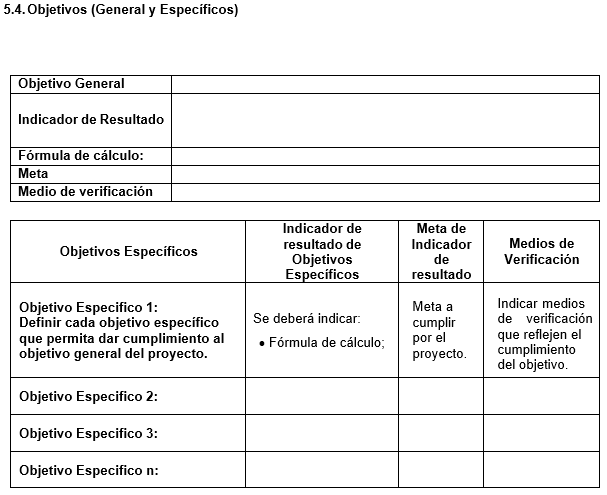 5.4. Objetivos (General y Específicos)
Objetivo General
Indicador de Resultado
Fórmula de cálculo:
Meta
Medio de verificación
Objetivos Específicos
Indicador de
resultado de
Objetivos
Específicos
Meta de
Indicador
de
resultado
Medios de
Verificación
Objetivo Especifico 1:
Definir cada objetivo específico
que permita dar cumplimiento al
objetivo general del proyecto.
Se deberá indicar:
• Fórmula de cálculo;
Meta a
cumplir
por el
proyecto.
Indicar medios
de verificación
que reflejen el
cumplimiento
del objetivo.
Objetivo Especifico 2:
Objetivo Especifico 3:
Objetivo Especifico n: